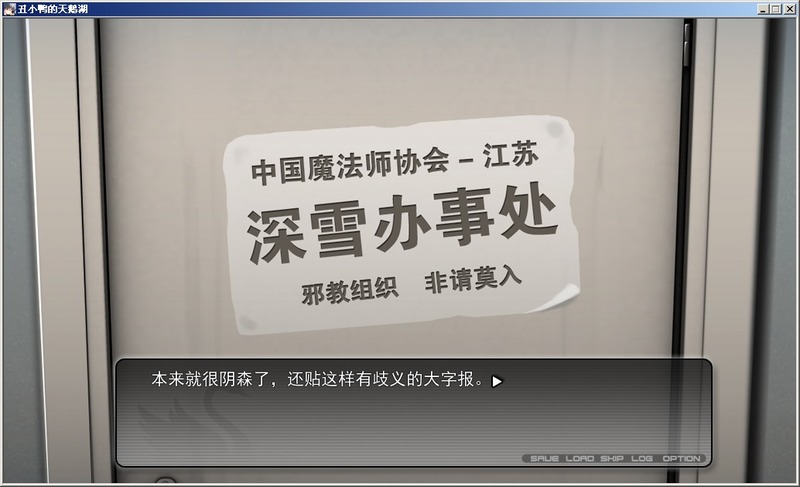 丑小鸭的天鹅湖
中国魔法师协会－江苏
深雪办事处
邪教组织 非请莫入
本来就很阴森了，还贴这样有歧义的大字报。
SAVE LOAD SKIP LOG OPTION